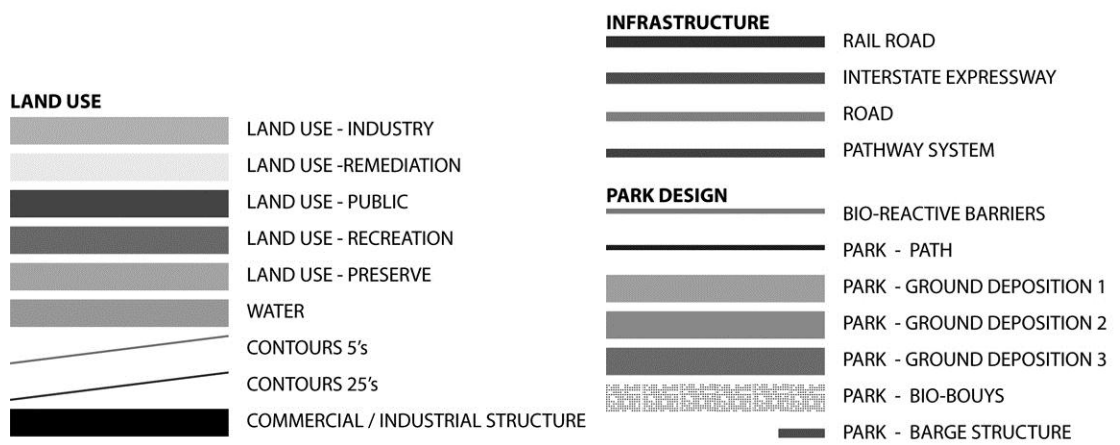 LAND USE
LAND USE - INDUSTRY
LAND USE -REMEDIATION
LAND USE - PUBLIC
LAND USE - RECREATION
LAND USE - PRESERVE
WATER
CONTOURS 5's
CONTOURS 25's
COMMERCIAL / INDUSTRIAL STRUCTURE
INFRASTRUCTURE
RAIL ROAD
INTERSTATE EXPRESSWAY
ROAD
PATHWAY SYSTEM
PARK DESIGN
BIO-REACTIVE BARRIERS
PARK - PATH
PARK - GROUND DEPOSITION 1
PARK - GROUND DEPOSITION 2
PARK - GROUND DEPOSITION 3
PARK - BIO-BOUYS
PARK - BARGE STRUCTURE